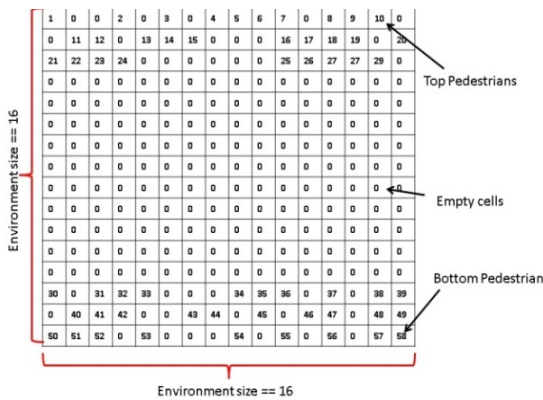 1 0 0 2 0 3 0 4 5 6 7 0 8 9 10 0
0 11 12 0 13 14 15 0 0 0 16 17 18 19 0 20
21 22 23 24 0 0 0 0 0 0 25 26 27 27 29 0
0 0 0 0 0 0 0 0 0 0 0 0 0 0 0 0
0 0 0 0 0 0 0 0 0 0 0 0 0 0 0 0
0 0 0 0 0 0 0 0 0 0 0 0 0 0 0 0
0 0 0 0 0 0 0 0 0 0 0 0 0 0 0 0
0 0 0 0 0 0 0 0 0 0 0 0 0 0 0 0
0 0 0 0 0 0 0 0 0 0 0 0 0 0 0 0
0 0 0 0 0 0 0 0 0 0 0 0 0 0 0 0
0 0 0 0 0 0 0 0 0 0 0 0 0 0 0 0
0 0 0 0 0 0 0 0 0 0 0 0 0 0 0 0
0 0 0 0 0 0 0 0 0 0 0 0 0 0 0 0
30 0 31 32 33 0 0 0 34 35 36 0 37 0 38 39
0 40 41 42 0 0 43 44 0 45 0 46 47 0 48 49
50 51 52 0 53 0 0 0 54 0 55 0 56 0 57 58
Top Pedestrians
Empty cells
Bottom Pedestrian
Environment size == 16
Environment size == 16